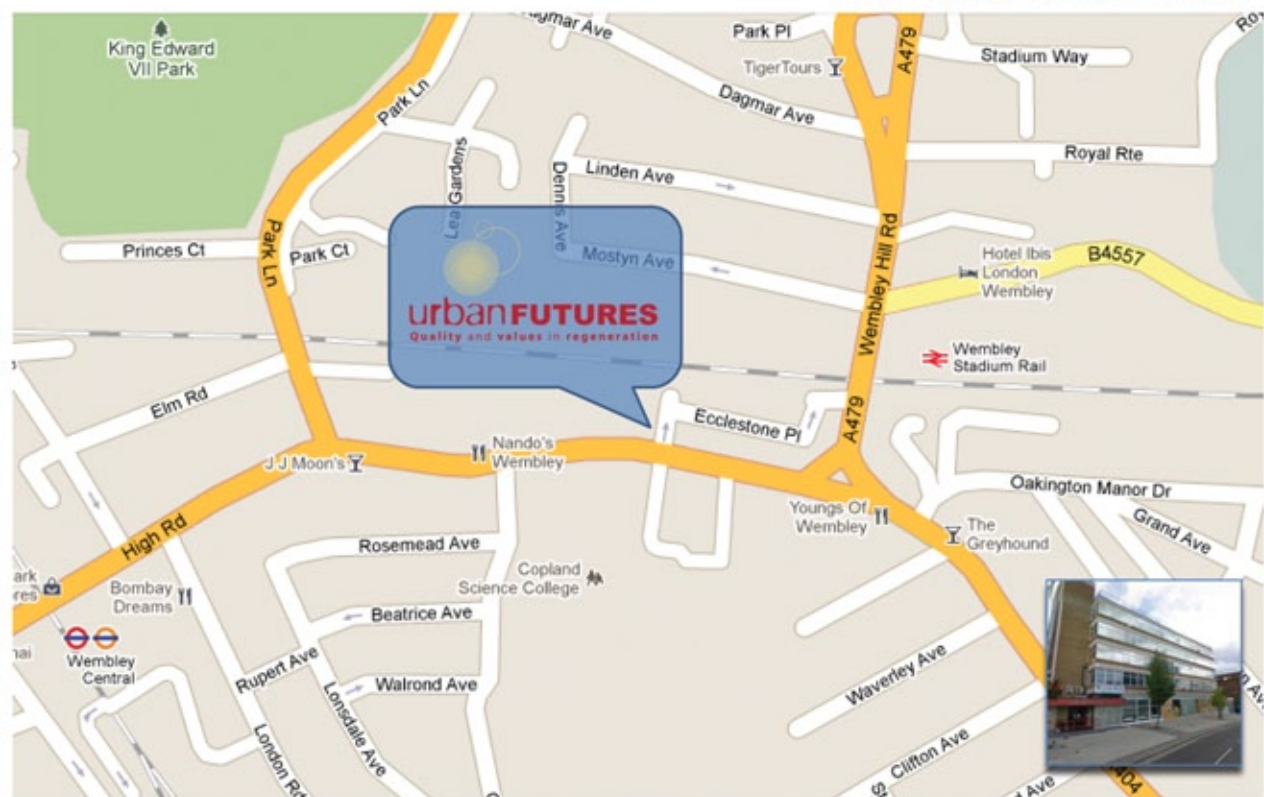 King Edward
VII Park
Park Ln
Dagmar Ave
Park Pl
TigerTours
A479
Stadium Way
Dagmar Ave
Royal Rte
Linden Ave
Lea Gardens
Dennis Ave
Princes Ct
Park Ct
Park Ln
Mostyn Ave
Wembley Hill Rd
Hotel Ibis
London
Wembley
B4557
urbanFUTURES
Quality and values in regeneration
Wembley
Stadium Rail
Elm Rd
Ecclestone Pl
A479
J J Moon's
Nando's
Wembley
High Rd
Youngs Of
Wembley
Oakington Manor Dr
Grand Ave
The
Greyhound
Rosemead Ave
Copland
Science College
Bombay
Dreams
Beatrice Ave
Wembley
Central
Rupert Ave
Walrond Ave
Lonsdale Ave
London Rd
Waverley Ave
Clifton Ave